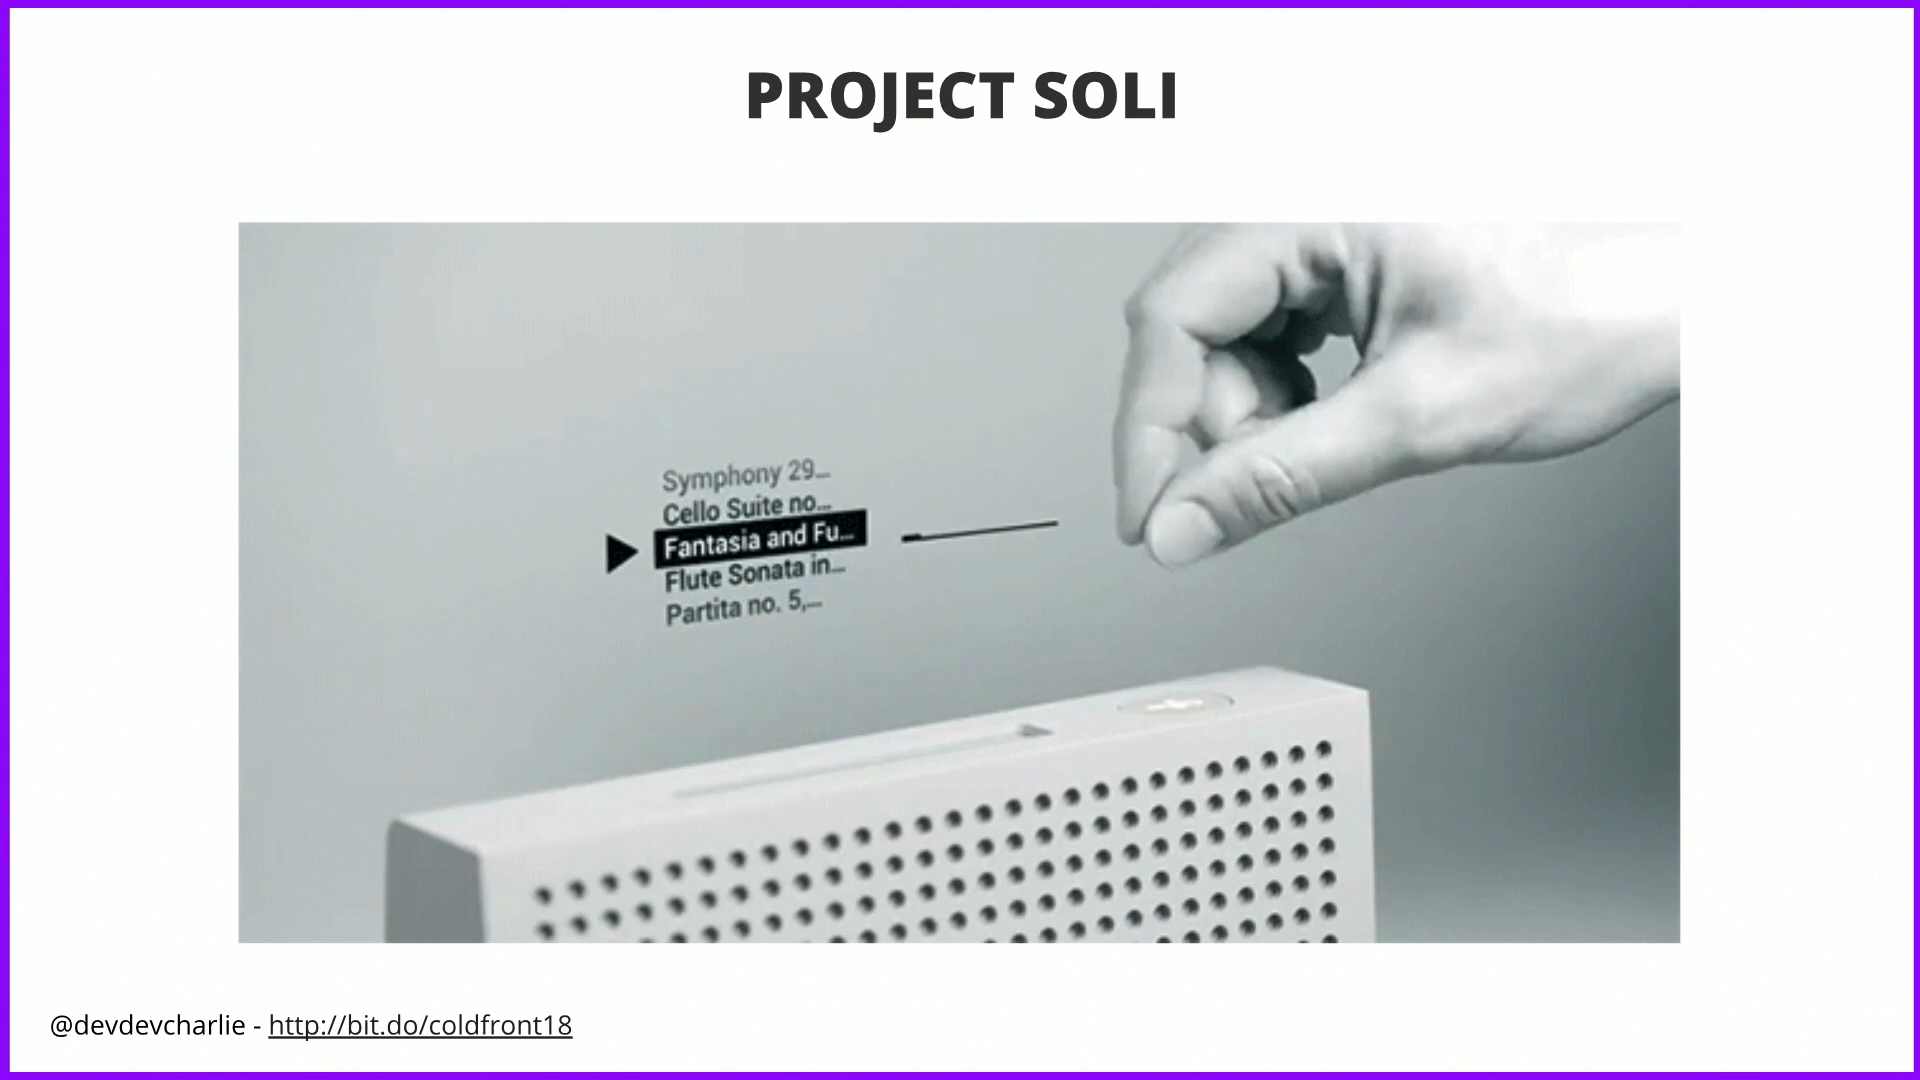 PROJECT SOLI
Symphony 29...
Cello Suite no...
Fantasia and Fu...
Flute Sonata in...
Partita no. 5,...
@devdevcharlie - http://bit.do/coldfront18